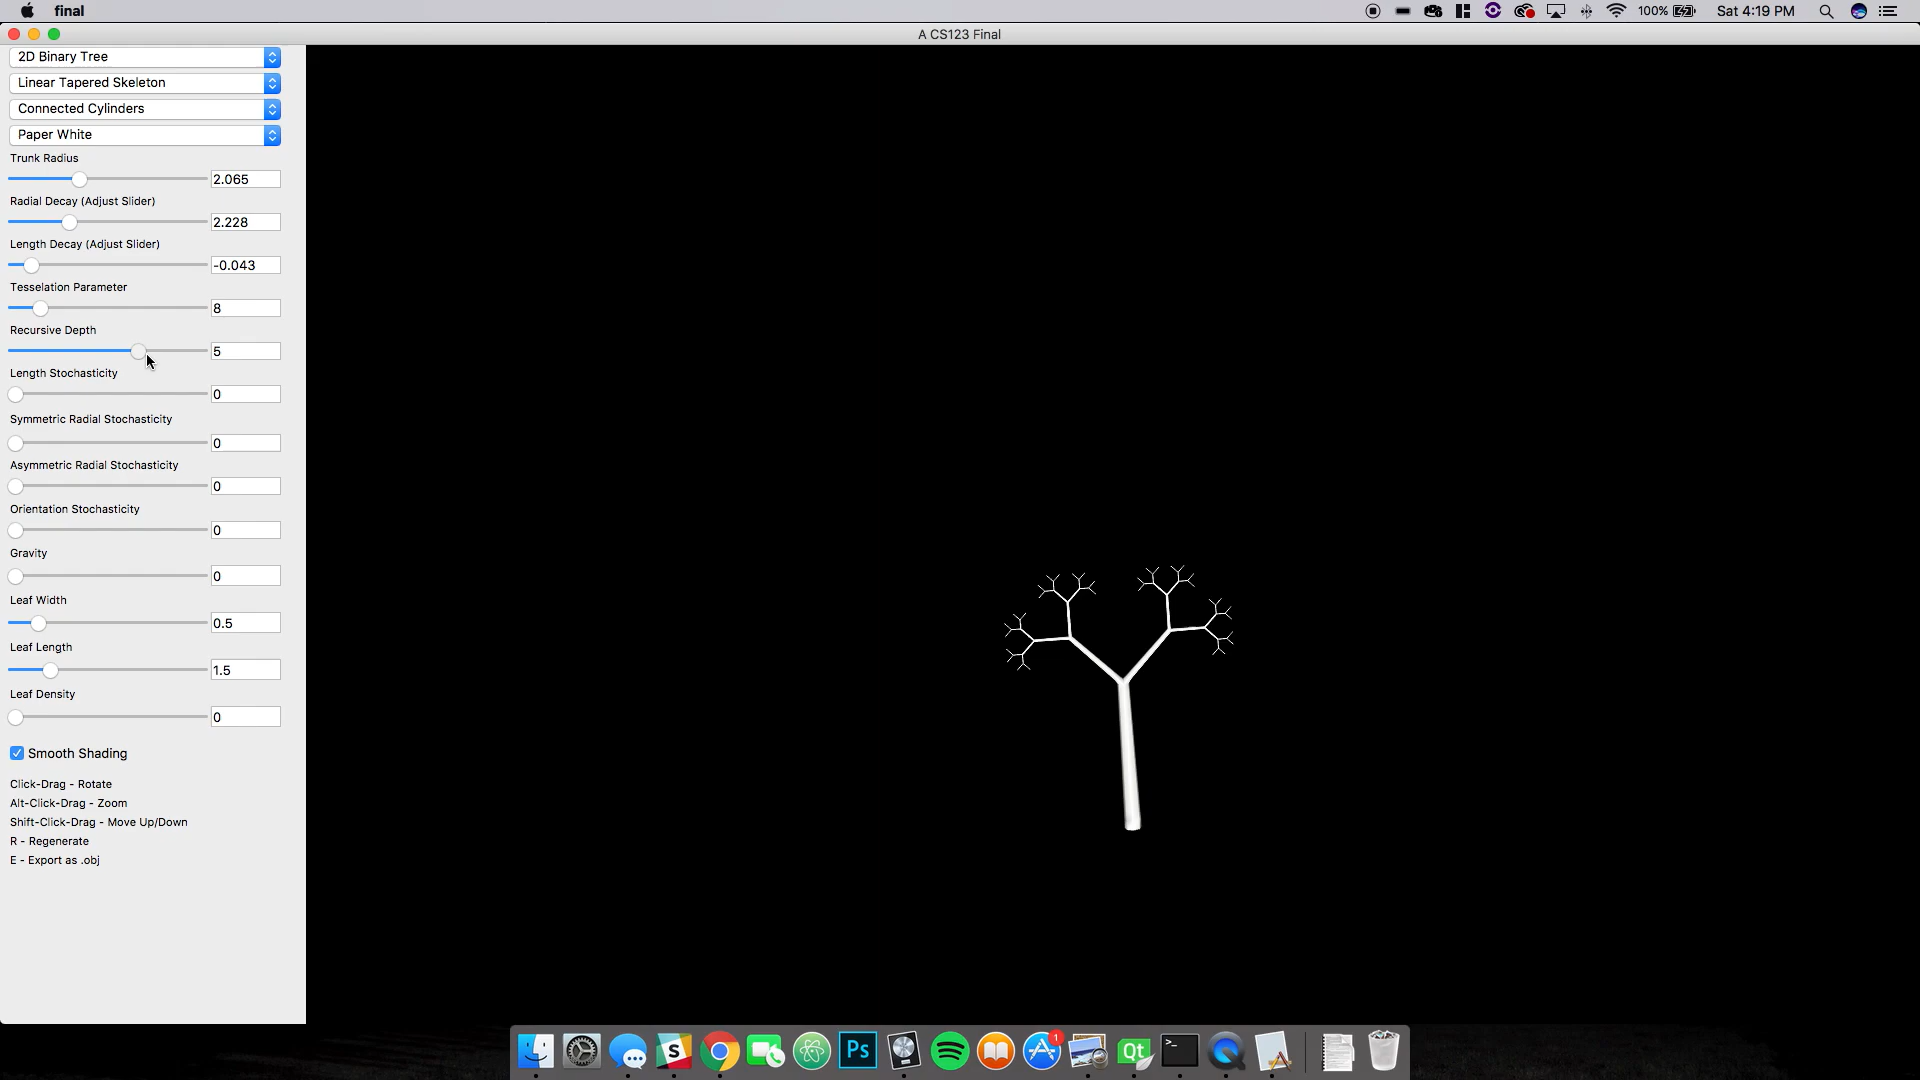 final
100%
Sat 4:19 PM
A CS123 Final
2D Binary Tree
Linear Tapered Skeleton
Connected Cylinders
Paper White
Trunk Radius
2.065
Radial Decay (Adjust Slider)
2.228
Length Decay (Adjust Slider)
-0.043
Tesselation Parameter
8
Recursive Depth
5
Length Stochasticity
0
Symmetric Radial Stochasticity
0
Asymmetric Radial Stochasticity
0
Orientation Stochasticity
0
Gravity
0
Leaf Width
0.5
Leaf Length
1.5
Leaf Density
0
Smooth Shading
Click-Drag - Rotate
Alt-Click-Drag - Zoom
Shift-Click-Drag - Move Up/Down
R - Regenerate
E - Export as .obj
S
Ps
1
Qt
>_